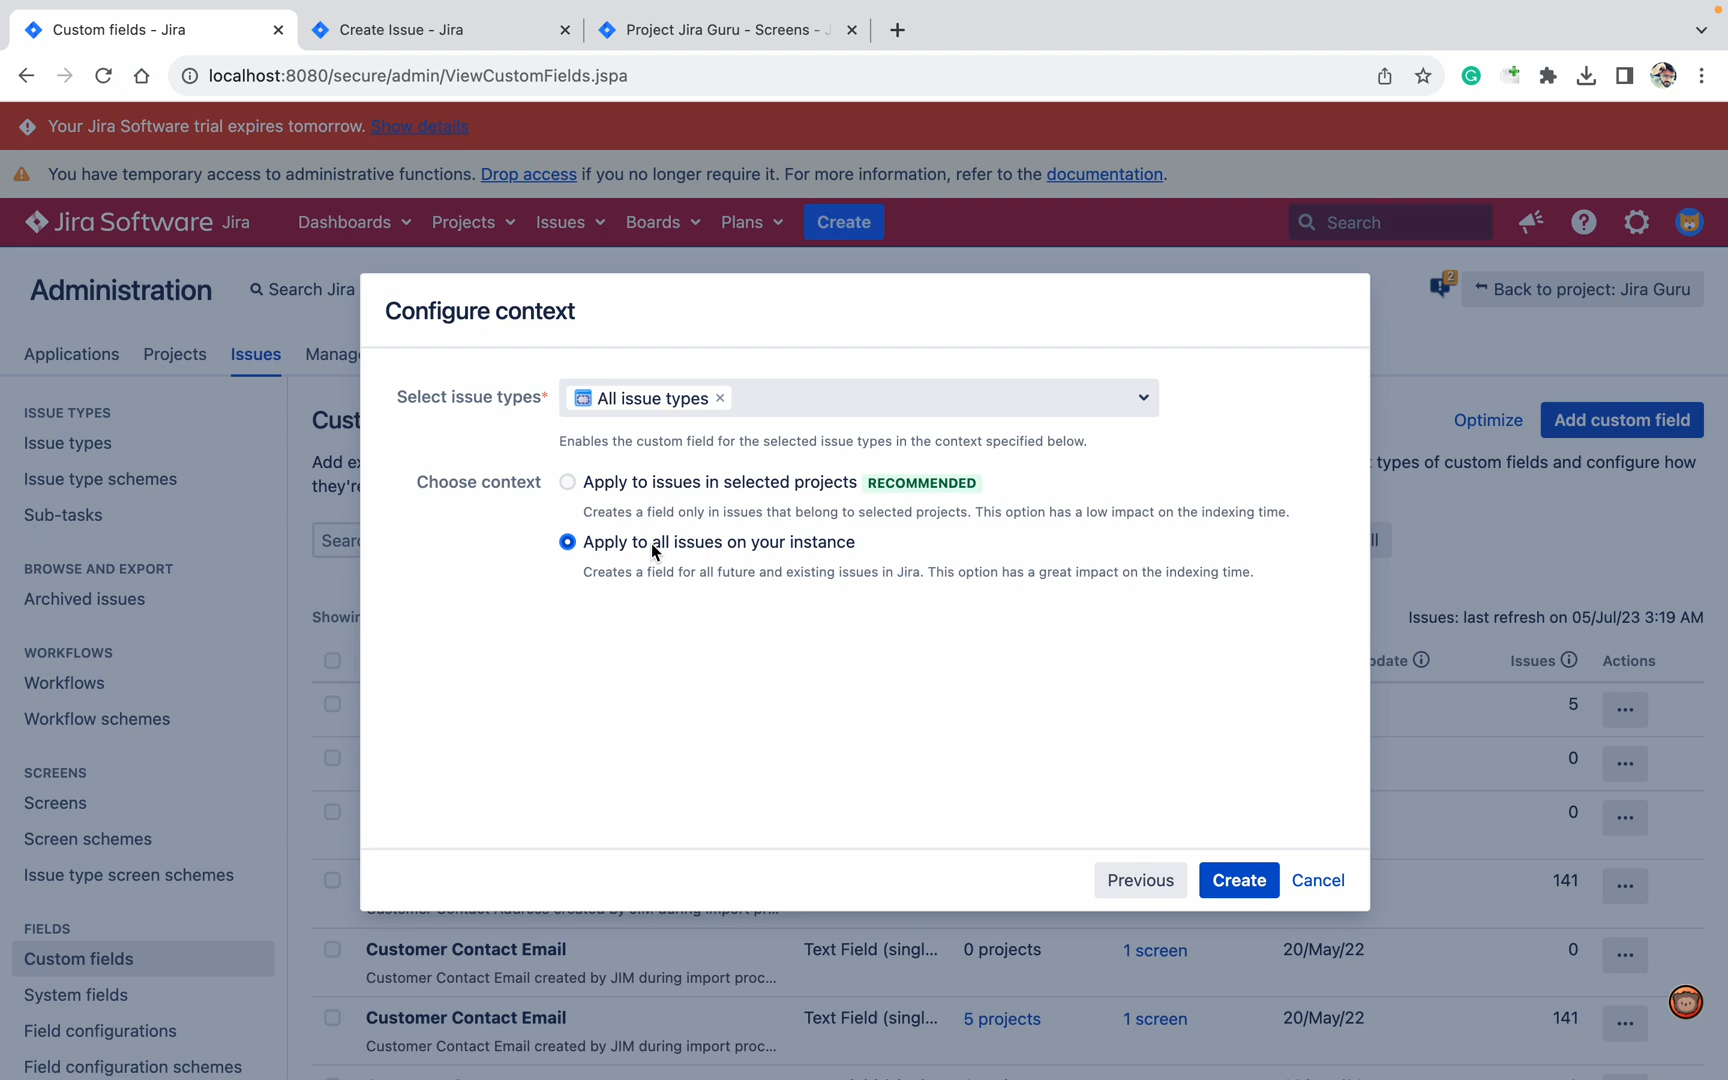 Custom fields - Jira
Create Issue - Jira
Project Jira Guru - Screens - J
localhost:8080/secure/admin/ViewCustomFields.jspa
Your Jira Software trial expires tomorrow. Show details
You have temporary access to administrative functions. Drop access if you no longer require it. For more information, refer to the documentation.
Jira Software Jira Dashboards Projects Issues Boards Plans Create Search
Administration Search Jira 2 Back to project: Jira Guru
Applications Projects Issues Manag
Configure context
Select issue types* All issue types
Enables the custom field for the selected issue types in the context specified below.
Choose context Apply to issues in selected projects RECOMMENDED
Creates a field only in issues that belong to selected projects. This option has a low impact on the indexing time.
Apply to all issues on your instance
Creates a field for all future and existing issues in Jira. This option has a great impact on the indexing time.
Previous Create Cancel
ISSUE TYPES
Issue types
Issue type schemes
Sub-tasks
BROWSE AND EXPORT
Archived issues
WORKFLOWS
Workflows
Workflow schemes
SCREENS
Screens
Screen schemes
Issue type screen schemes
FIELDS
Custom fields
System fields
Field configurations
Field configuration schemes
Cust Optimize Add custom field
Add ex types of custom fields and configure how
they're
Sear ll
Showin Issues: last refresh on 05/Jul/23 3:19 AM
pdate Issues Actions
5
0
0
141
Customer Contact Address created by JIM during import pr...
Customer Contact Email Text Field (singl... 0 projects 1 screen 20/May/22 0
Customer Contact Email created by JIM during import proc...
Customer Contact Email Text Field (singl... 5 projects 1 screen 20/May/22 141
Customer Contact Email created by JIM during import proc...